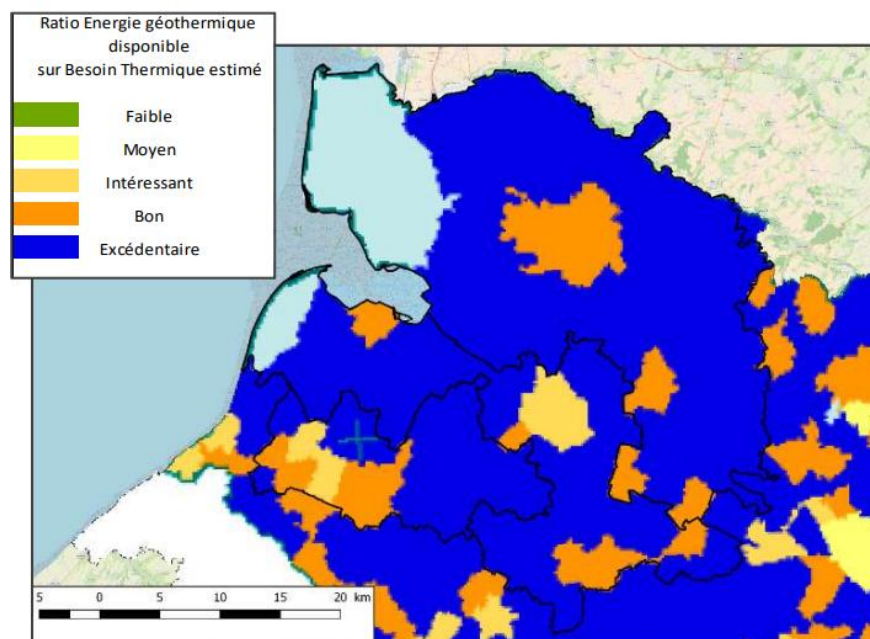 Ratio Energie géothermique
disponible
sur Besoin Thermique estimé
Faible
Moyen
Intéressant
Bon
Excédentaire
5 0 5 10 15 20 km